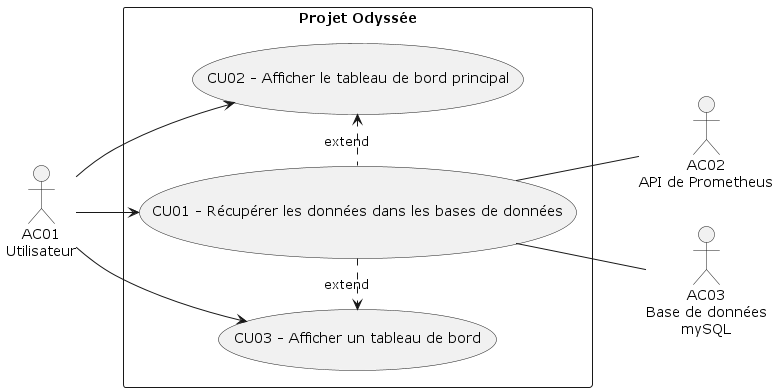 Projet Odyssée
CU02 - Afficher le tableau de bord principal
extend
AC02
API de Prometheus
CU01 - Récupérer les données dans les bases de données
AC01
Utilisateur
extend
AC03
Base de données
mySQL
CU03 - Afficher un tableau de bord